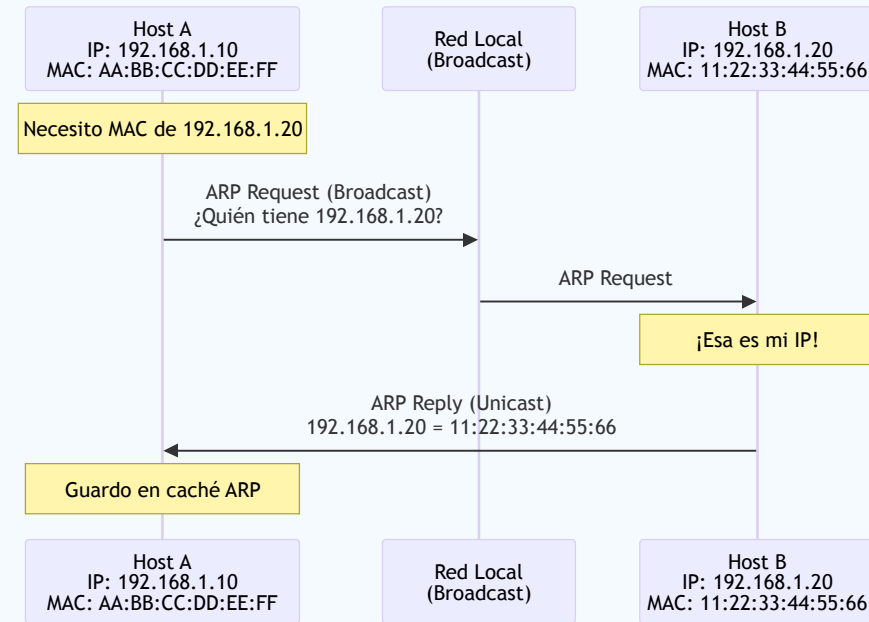 Host A
IP: 192.168.1.10
MAC: AA:BB:CC:DD:EE:FF
Red Local
(Broadcast)
Host B
IP: 192.168.1.20
MAC: 11:22:33:44:55:66
Necesito MAC de 192.168.1.20
ARP Request (Broadcast)
¿Quién tiene 192.168.1.20?
ARP Request
¡Esa es mi IP!
ARP Reply (Unicast)
192.168.1.20 = 11:22:33:44:55:66
Guardo en caché ARP
Host A
IP: 192.168.1.10
MAC: AA:BB:CC:DD:EE:FF
Red Local
(Broadcast)
Host B
IP: 192.168.1.20
MAC: 11:22:33:44:55:66